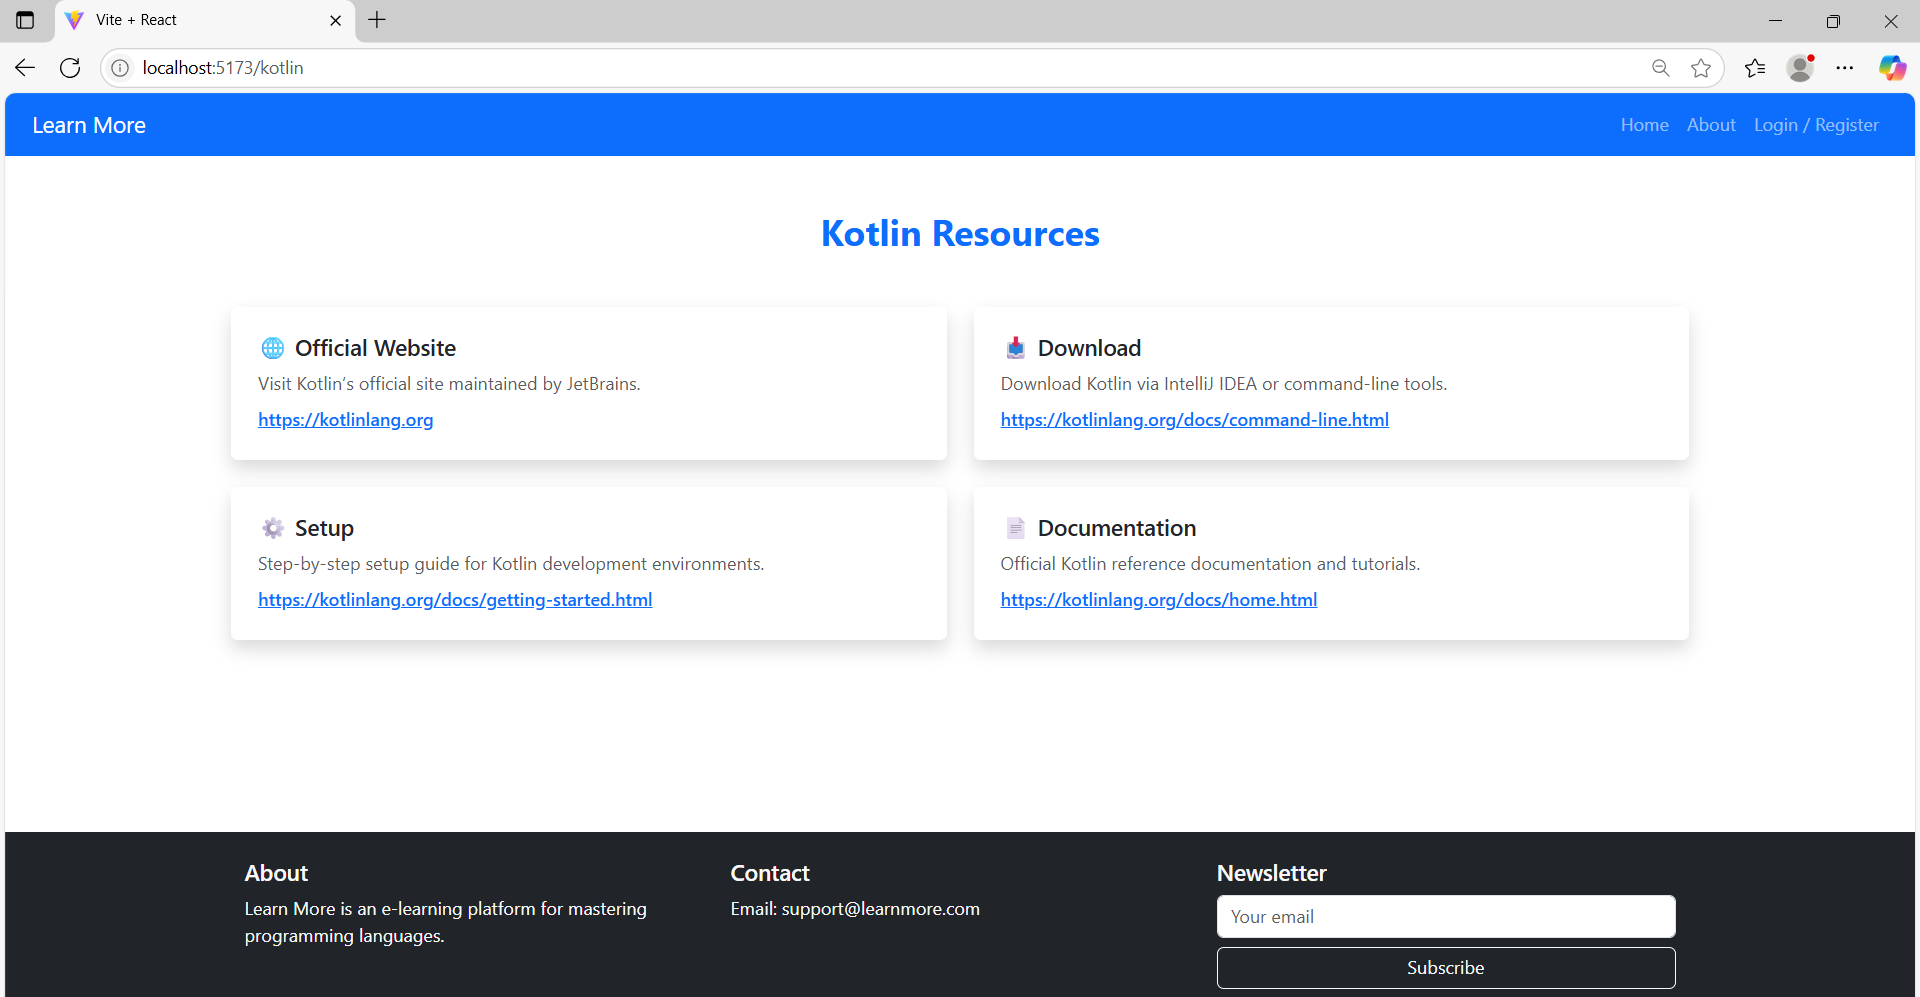 Vite + React
localhost:5173/kotlin
Learn More
Home About Login / Register
Kotlin Resources
Official Website
Visit Kotlin’s official site maintained by JetBrains.
https://kotlinlang.org
Download
Download Kotlin via IntelliJ IDEA or command-line tools.
https://kotlinlang.org/docs/command-line.html
Setup
Step-by-step setup guide for Kotlin development environments.
https://kotlinlang.org/docs/getting-started.html
Documentation
Official Kotlin reference documentation and tutorials.
https://kotlinlang.org/docs/home.html
About
Learn More is an e-learning platform for mastering
programming languages.
Contact
Email: support@learnmore.com
Newsletter
Your email
Subscribe